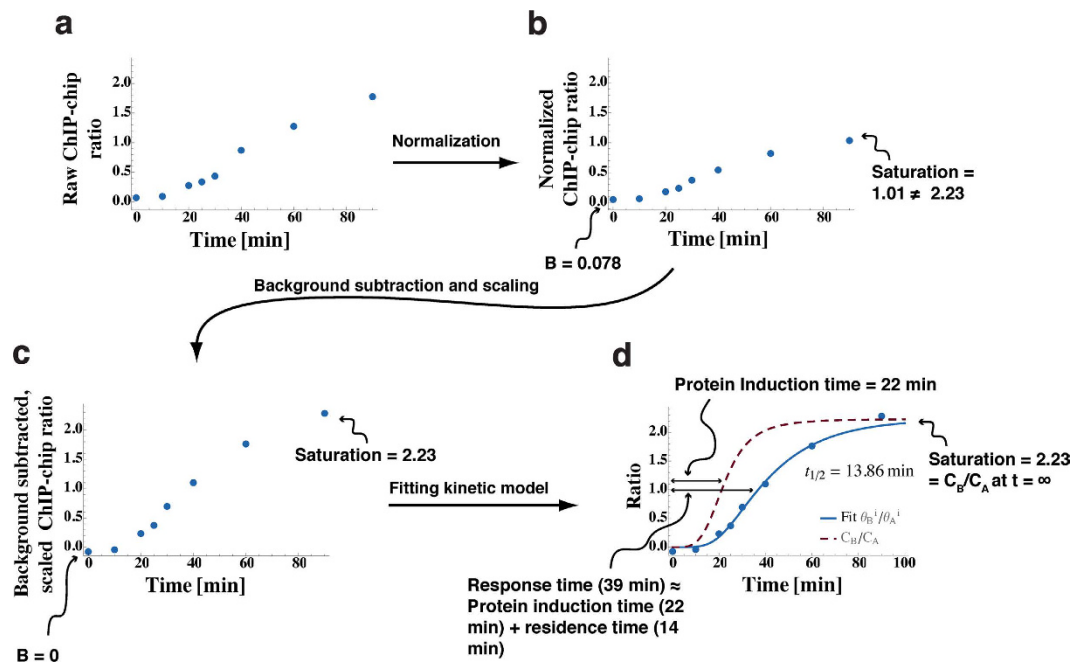 a
Raw ChIP-chip
ratio
2.0
1.5
1.0
0.5
0.0
20
40
60
80
Time [min]
Normalization
b
Normalized
ChIP-chip ratio
2.0
1.5
1.0
0.5
0.0
0
20
40
60
80
Time [min]
Saturation =
1.01 ≠ 2.23
B = 0.078
Background subtraction and scaling
c
Background subtracted,
scaled ChIP-chip ratio
2.0
1.5
1.0
0.5
0.0
0
20
40
60
80
Time [min]
Saturation = 2.23
B = 0
Fitting kinetic model
d
Protein Induction time = 22 min
Ratio
2.0
1.5
1.0
0.5
0.0
0
20
40
60
80
100
Time [min]
t1/2 = 13.86 min
Fit θB^i/θA^i
CB/CA
Saturation = 2.23
= CB/CA at t = ∞
Response time (39 min) ≈
Protein induction time (22
min) + residence time (14
min)